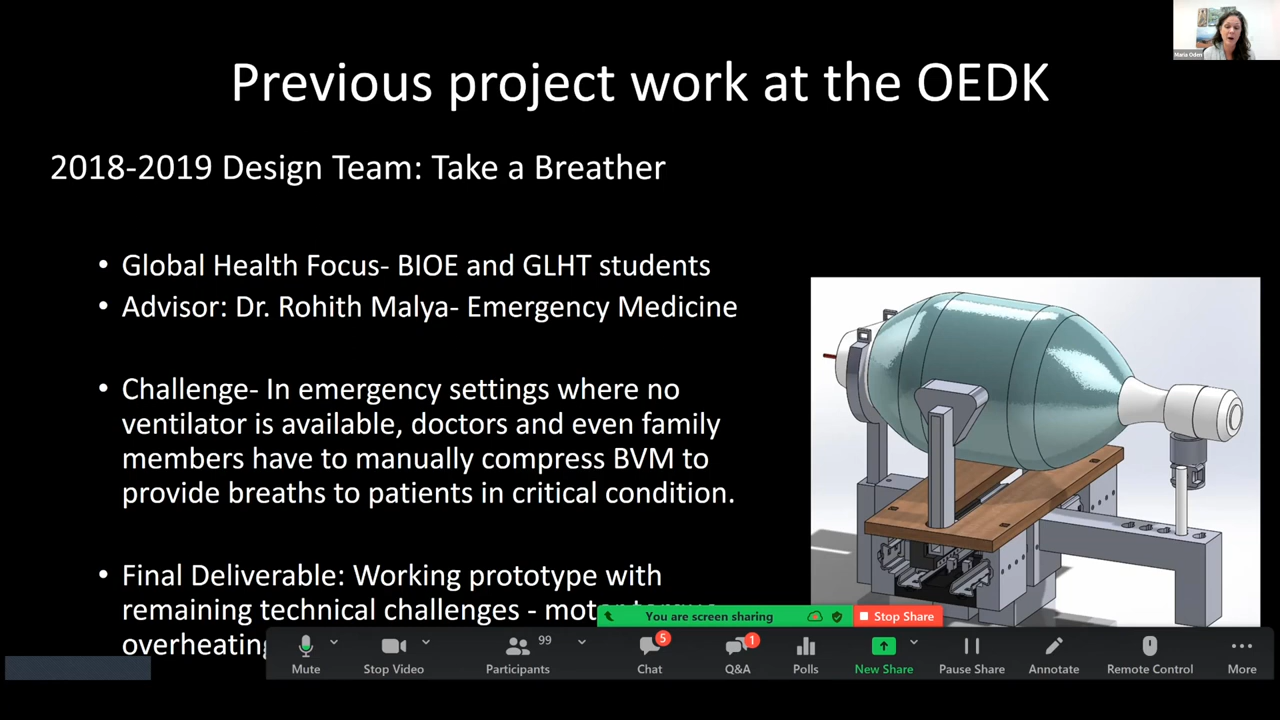 Maria Oden
Previous project work at the OEDK
2018-2019 Design Team: Take a Breather
• Global Health Focus- BIOE and GLHT students
• Advisor: Dr. Rohith Malya- Emergency Medicine
• Challenge- In emergency settings where no
ventilator is available, doctors and even family
members have to manually compress BVM to
provide breaths to patients in critical condition.
• Final Deliverable: Working prototype with
remaining technical challenges - motor torque
overheating
You are screen sharing
Stop Share
Mute
Stop Video
Participants
99
Chat
5
Q&A
1
Polls
New Share
Pause Share
Annotate
Remote Control
More